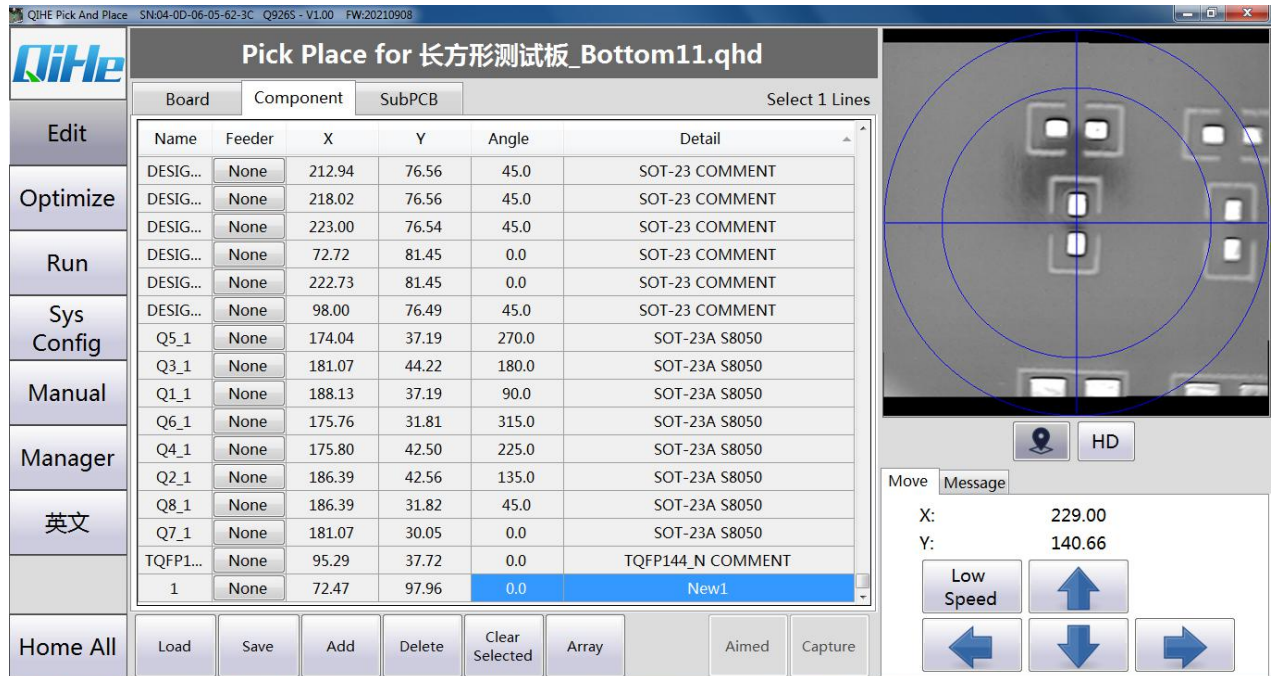 QIHE Pick And Place SN:04-0D-06-05-62-3C Q926S - V1.00 FW:20210908
QiHe
Pick Place for 长方形测试板_Bottom11.qhd
Board Component SubPCB Select 1 Lines
Edit
Optimize
Run
Sys
Config
Manual
Manager
英文
Home All
Name Feeder X Y Angle Detail
DESIG... None 212.94 76.56 45.0 SOT-23 COMMENT
DESIG... None 218.02 76.56 45.0 SOT-23 COMMENT
DESIG... None 223.00 76.54 45.0 SOT-23 COMMENT
DESIG... None 72.72 81.45 0.0 SOT-23 COMMENT
DESIG... None 222.73 81.45 0.0 SOT-23 COMMENT
DESIG... None 98.00 76.49 45.0 SOT-23 COMMENT
Q5_1 None 174.04 37.19 270.0 SOT-23A S8050
Q3_1 None 181.07 44.22 180.0 SOT-23A S8050
Q1_1 None 188.13 37.19 90.0 SOT-23A S8050
Q6_1 None 175.76 31.81 315.0 SOT-23A S8050
Q4_1 None 175.80 42.50 225.0 SOT-23A S8050
Q2_1 None 186.39 42.56 135.0 SOT-23A S8050
Q8_1 None 186.39 31.82 45.0 SOT-23A S8050
Q7_1 None 181.07 30.05 0.0 SOT-23A S8050
TQFP1... None 95.29 37.72 0.0 TQFP144_N COMMENT
1 None 72.47 97.96 0.0 New1
Load Save Add Delete Clear
Selected Array Aimed Capture
HD
Move Message
X: 229.00
Y: 140.66
Low
Speed